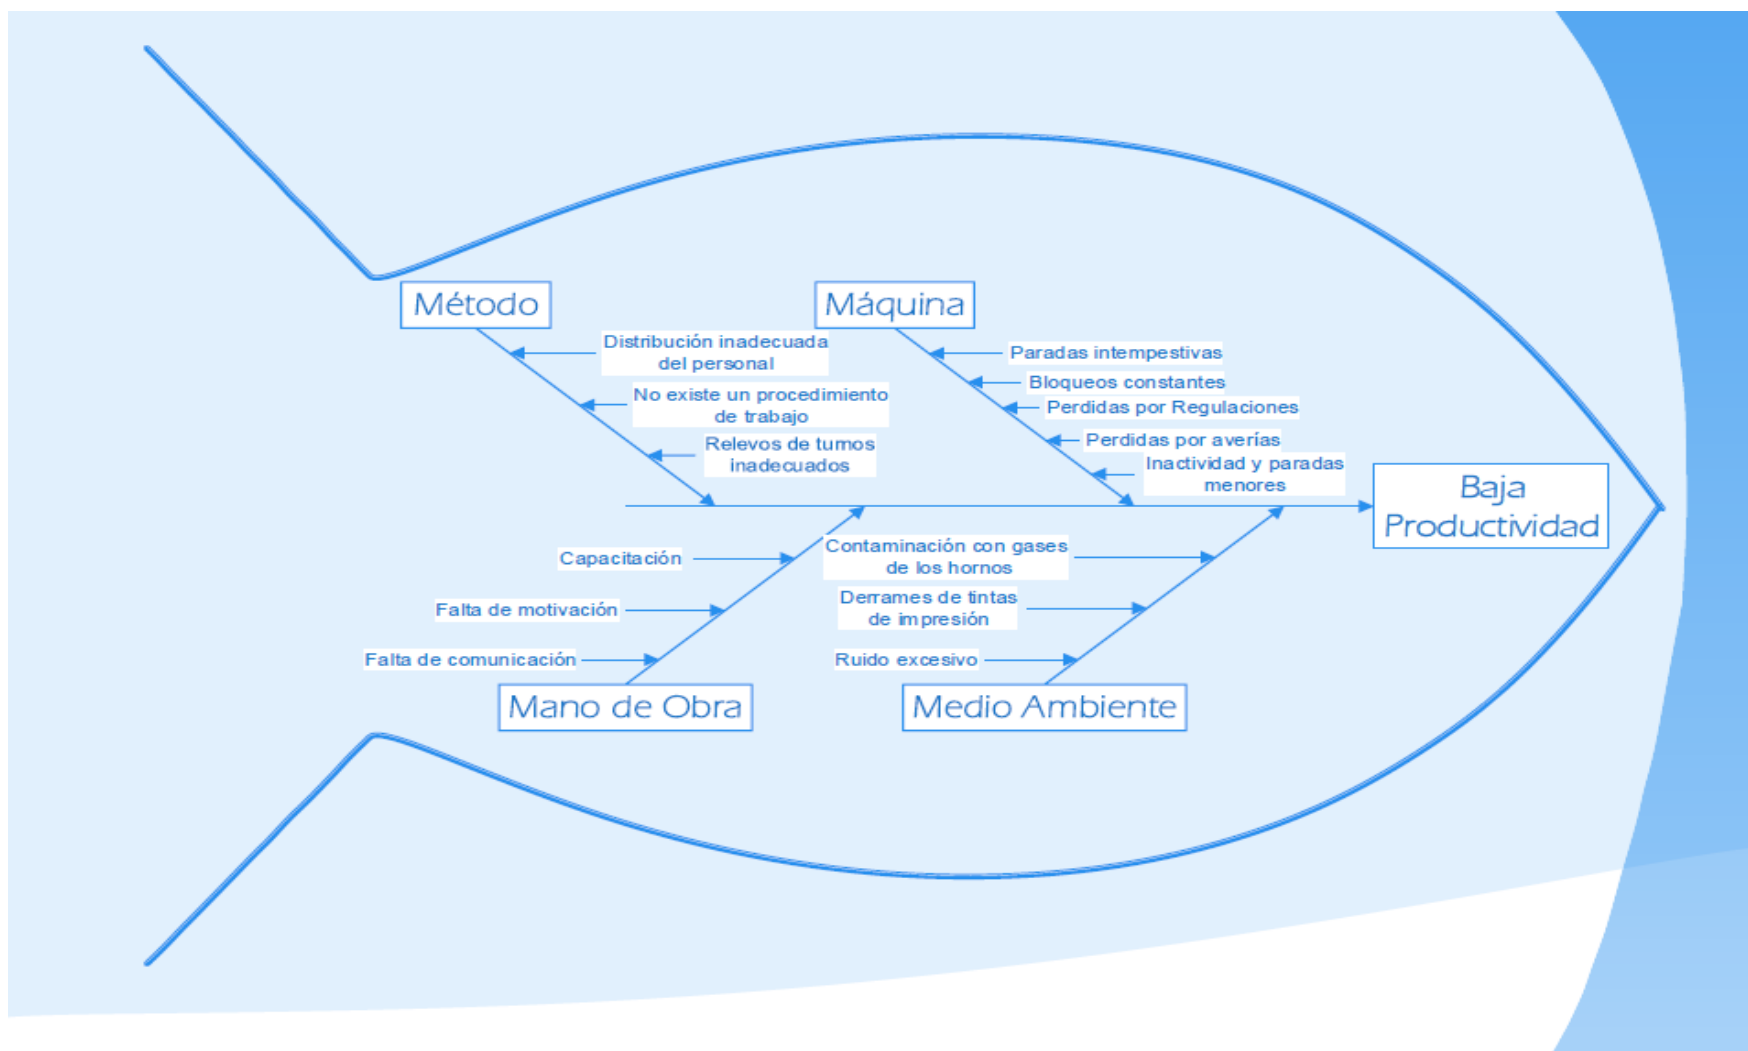 Método
Distribución inadecuada
del personal
No existe un procedimiento
de trabajo
Relevos de turnos
inadecuados
Máquina
Paradas intempestivas
Bloqueos constantes
Perdidas por Regulaciones
Perdidas por averías
Inactividad y paradas
menores
Baja
Productividad
Capacitación
Falta de motivación
Falta de comunicación
Mano de Obra
Contaminación con gases
de los hornos
Derrames de tintas
de impresión
Ruido excesivo
Medio Ambiente